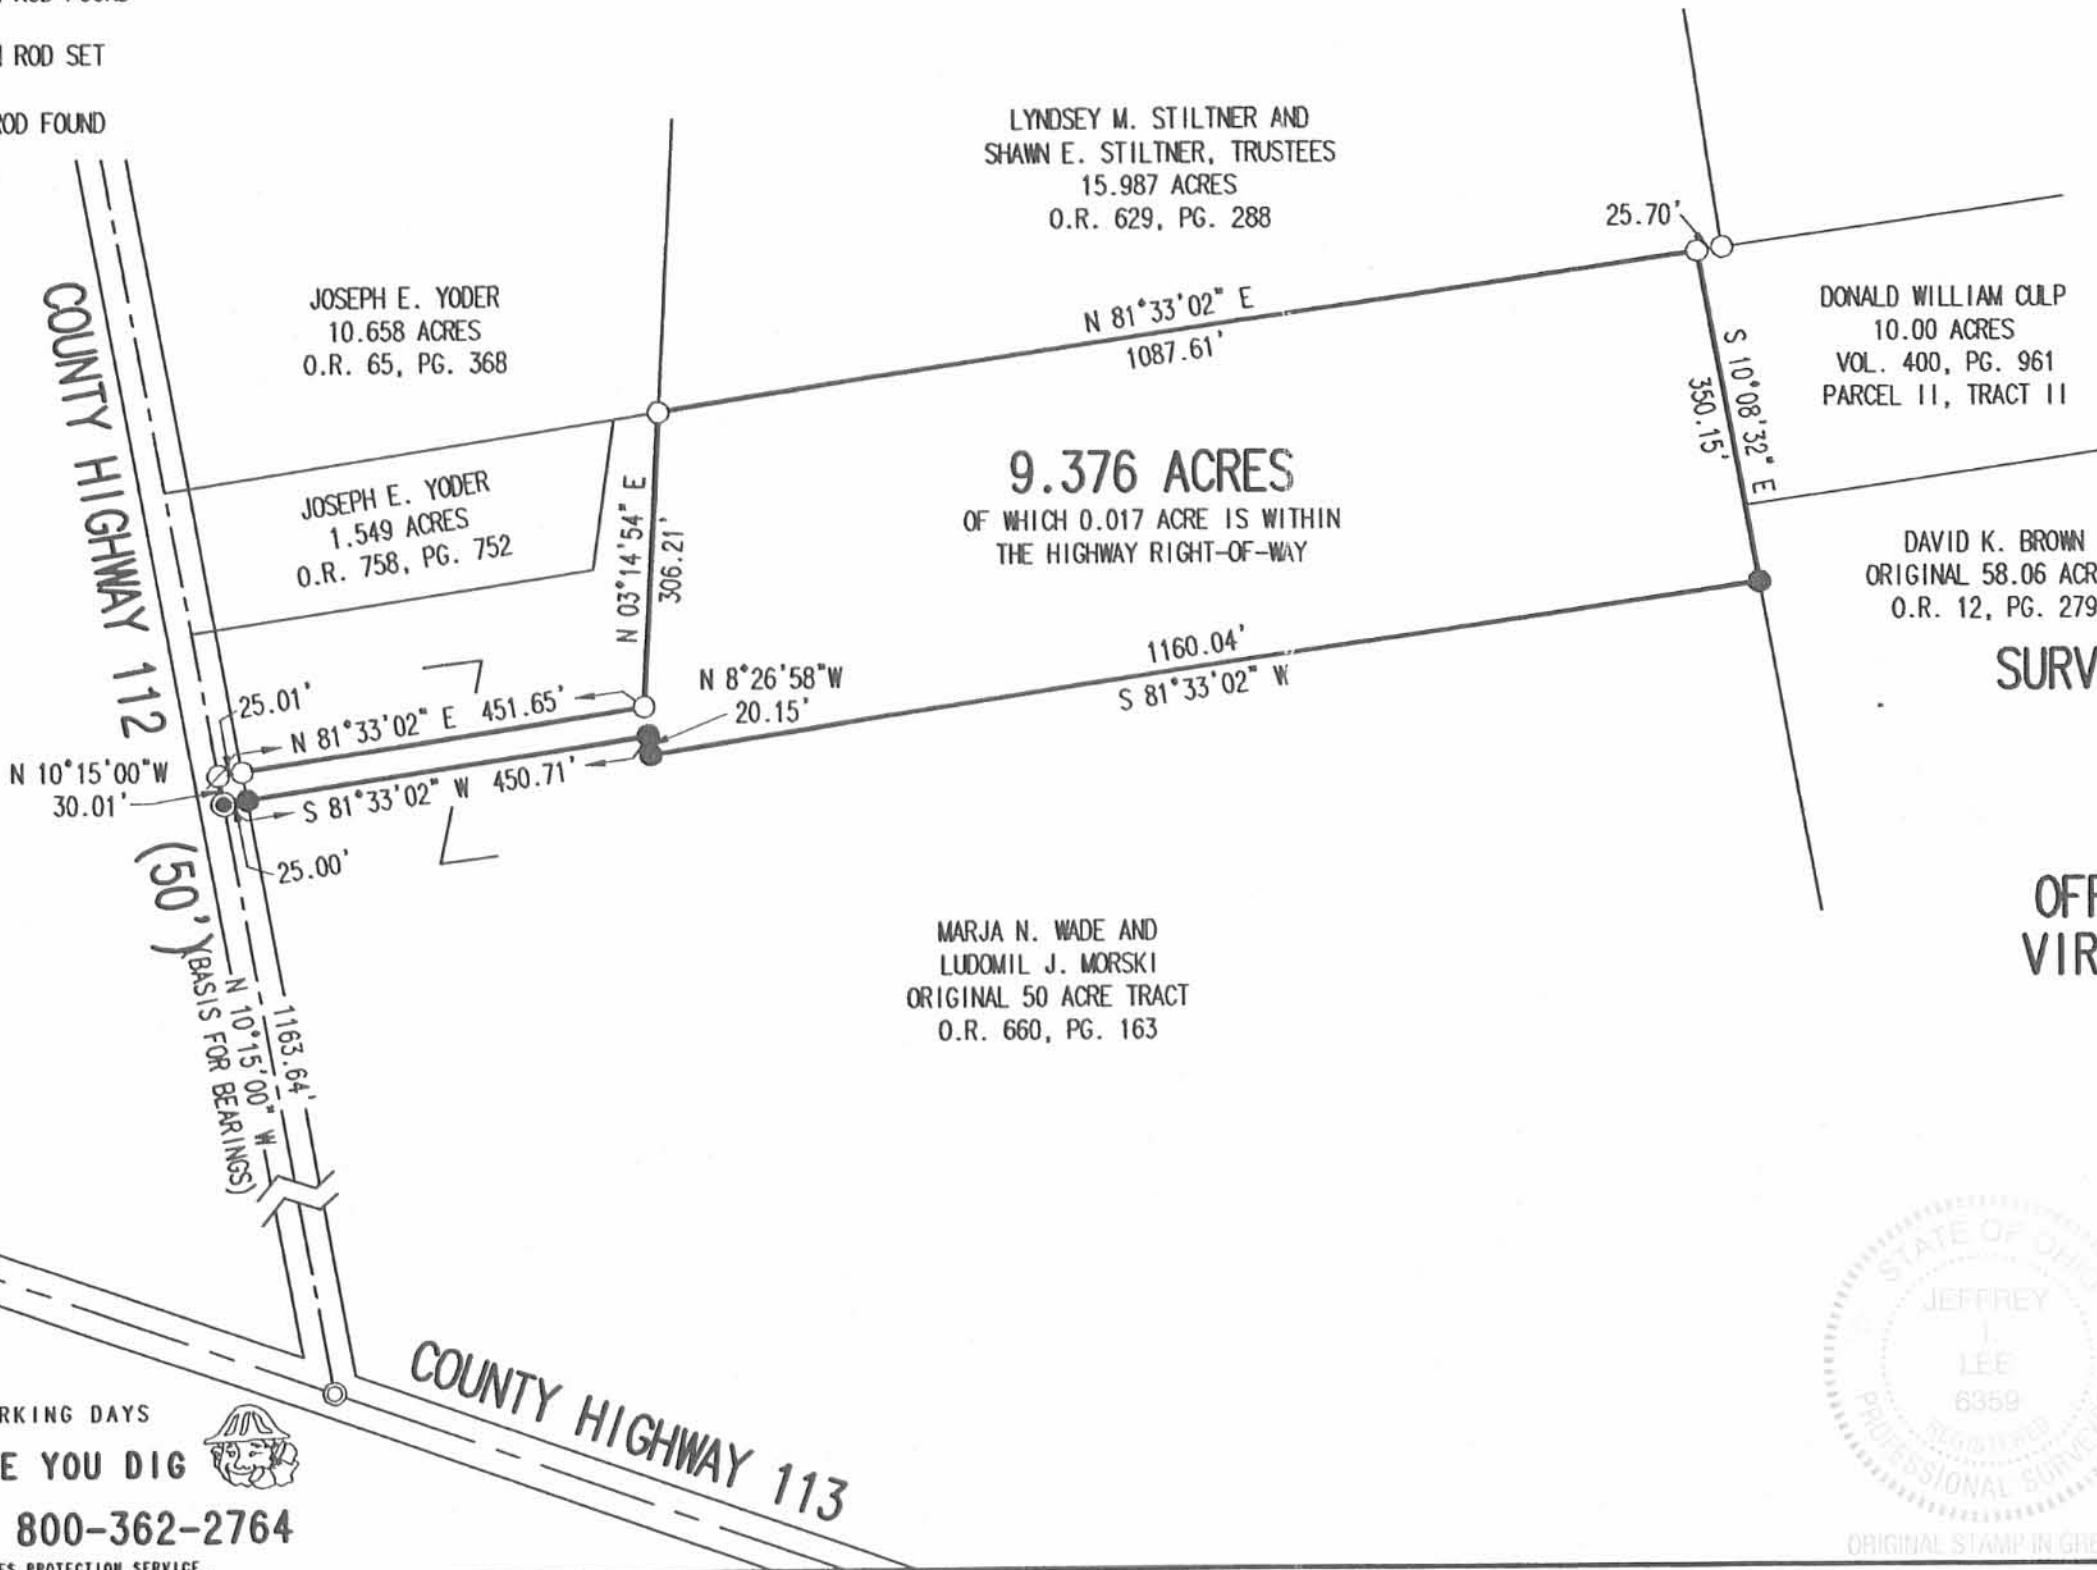 ROD SET
ROD FOUND
LYNDSEY M. STILTNER AND
SHAWN E. STILTNER, TRUSTEES
15.987 ACRES
O.R. 629, PG. 288
25.70'
JOSEPH E. YODER
10.658 ACRES
O.R. 65, PG. 368
N 81°33'02" E
1087.61'
DONALD WILLIAM CULP
10.00 ACRES
VOL. 400, PG. 961
PARCEL II, TRACT II
S 10°08'32" E
350.15'
COUNTY HIGHWAY 112
(50')
JOSEPH E. YODER
1.549 ACRES
O.R. 758, PG. 752
N 03°14'54" E
306.21'
9.376 ACRES
OF WHICH 0.017 ACRE IS WITHIN
THE HIGHWAY RIGHT-OF-WAY
DAVID K. BROWN
ORIGINAL 58.06 ACR
O.R. 12, PG. 279
SURV
1160.04'
S 81°33'02" W
N 8°26'58"W
20.15'
25.01'
N 81°33'02" E 451.65'
N 10°15'00"W
30.01'
S 81°33'02" W 450.71'
25.00'
MARJA N. WADE AND
LUDOMIL J. MORSKI
ORIGINAL 50 ACRE TRACT
O.R. 660, PG. 163
OFF
VIR
1163.64'
N 10°15'00" W
(BASIS FOR BEARINGS)
COUNTY HIGHWAY 113
RKING DAYS
E YOU DIG
800-362-2764
ES PROTECTION SERVICE
STATE OF OHIO
JEFFREY
LEE
6359
REGISTERED
PROFESSIONAL SURVE
ORIGINAL STAMP IN GRE